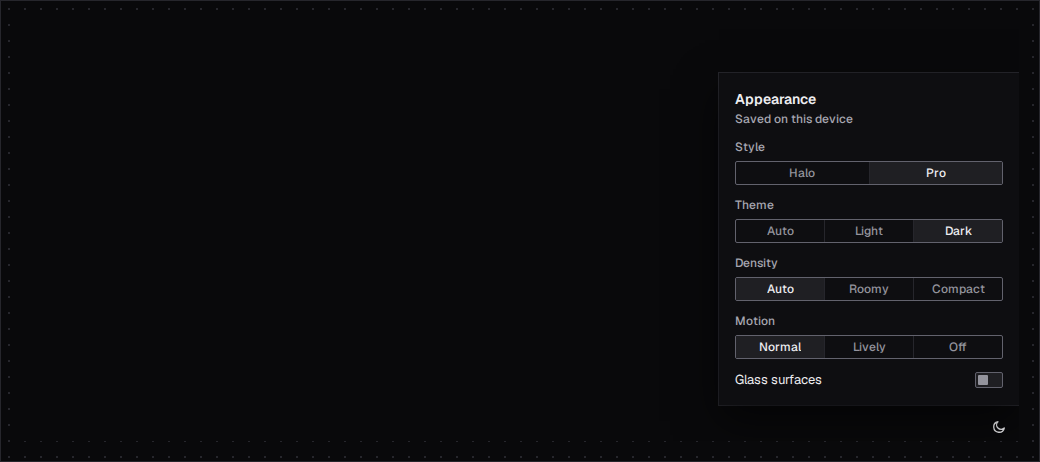 Appearance
Saved on this device
Style
Halo Pro
Theme
Auto Light Dark
Density
Auto Roomy Compact
Motion
Normal Lively Off
Glass surfaces